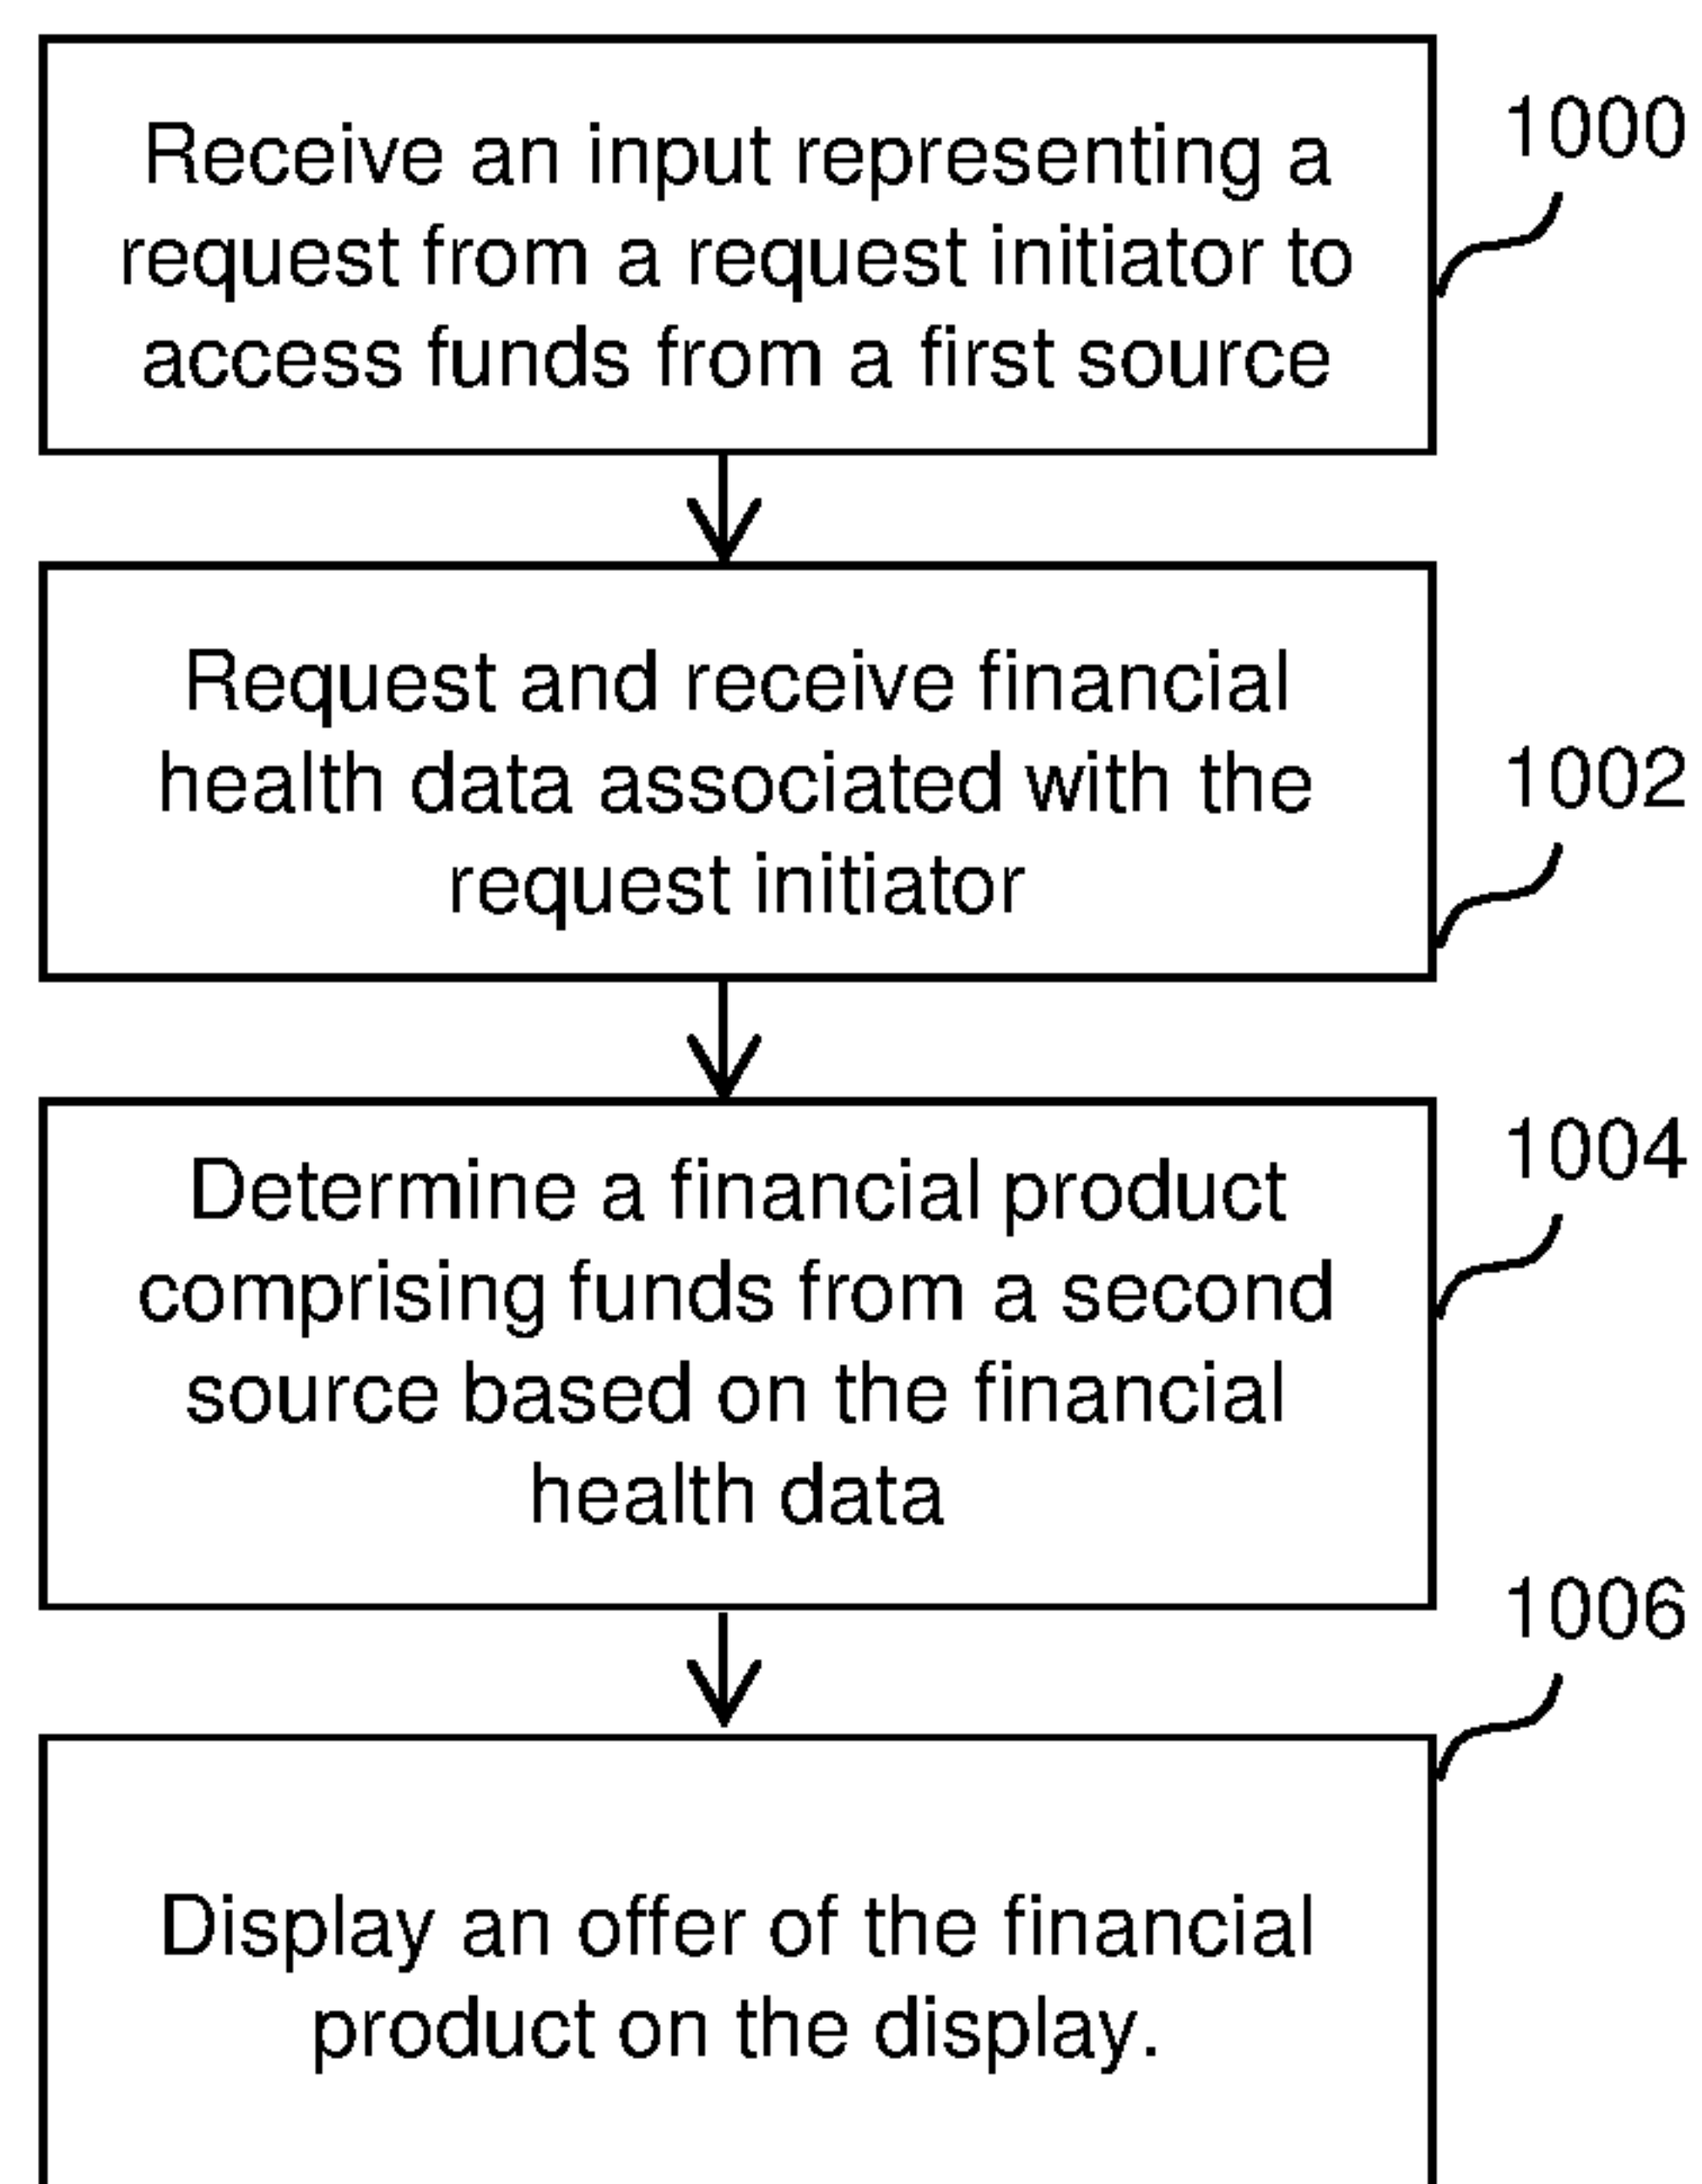 Receive an input representing a
request from a request initiator to
access funds from a first source
1000
Request and receive financial
health data associated with the
request initiator
1002
Determine a financial product
comprising funds from a second
source based on the financial
health data
1004
Display an offer of the financial
product on the display.
1006